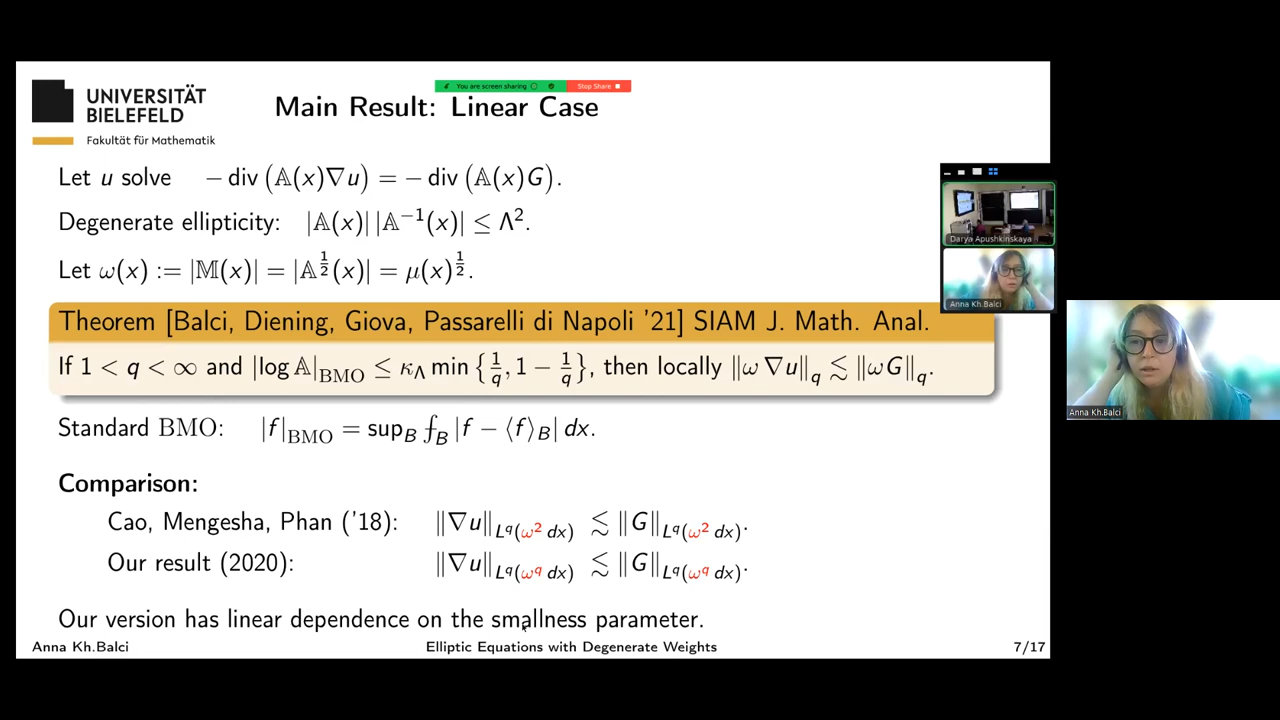 UNIVERSITÄT
BIELEFELD
Fakultät für Mathematik
You are screen sharing
Stop Share
Main Result: Linear Case
Let u solve − div (𝔸(x)∇u) = − div (𝔸(x)G).
Degenerate ellipticity: |𝔸(x)| |𝔸⁻¹(x)| ≤ Λ².
Let ω(x) := |𝕄(x)| = |𝔸^{1/2}(x)| = μ(x)^{1/2}.
Theorem [Balci, Diening, Giova, Passarelli di Napoli '21] SIAM J. Math. Anal.
If 1 < q < ∞ and |log 𝔸|_BMO ≤ κ_Λ min {1/q, 1 − 1/q}, then locally ‖ω ∇u‖_q ≲ ‖ωG‖_q.
Standard BMO: |f|_BMO = sup_B ⨍_B |f − ⟨f⟩_B| dx.
Comparison:
Cao, Mengesha, Phan ('18): ‖∇u‖_{L^q(ω² dx)} ≲ ‖G‖_{L^q(ω² dx)}.
Our result (2020): ‖∇u‖_{L^q(ω^q dx)} ≲ ‖G‖_{L^q(ω^q dx)}.
Our version has linear dependence on the smallness parameter.
Anna Kh.Balci Elliptic Equations with Degenerate Weights 7/17
Darya Apushkinskaya
Anna Kh.Balci
Anna Kh.Balci